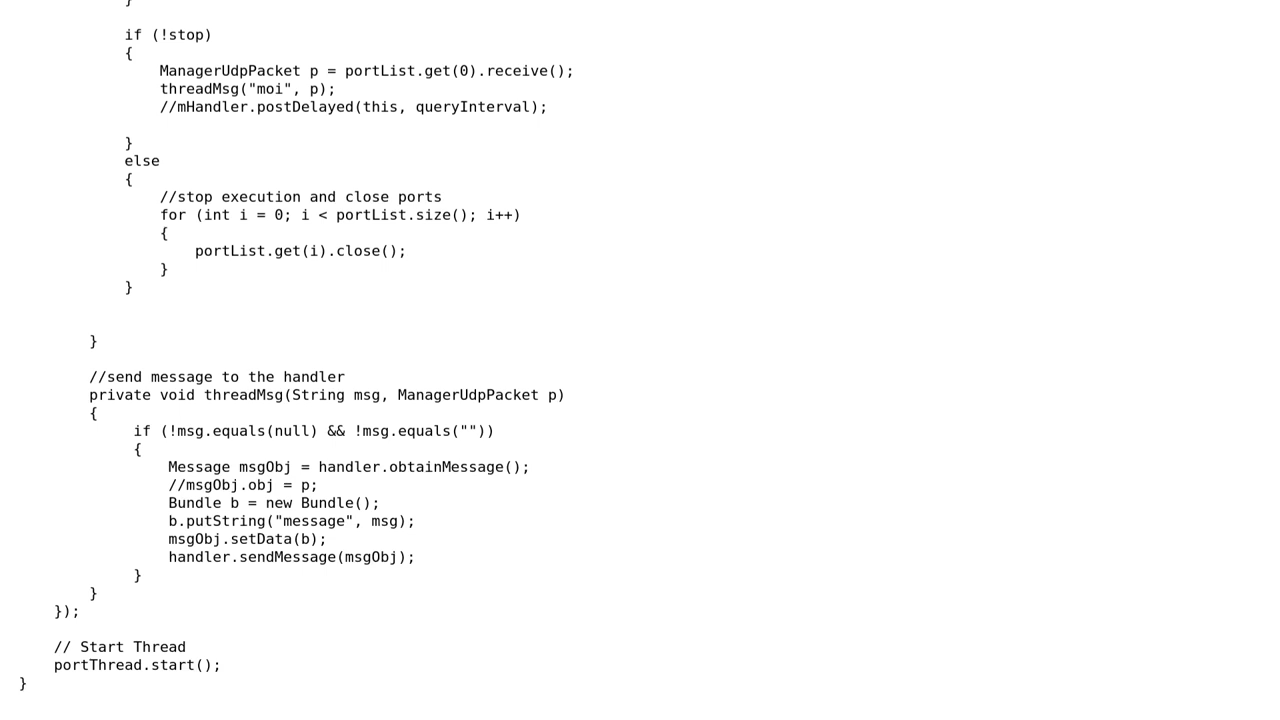 }
if (!stop)
{
ManagerUdpPacket p = portList.get(0).receive();
threadMsg("moi", p);
//mHandler.postDelayed(this, queryInterval);
}
else
{
//stop execution and close ports
for (int i = 0; i < portList.size(); i++)
{
portList.get(i).close();
}
}
}
//send message to the handler
private void threadMsg(String msg, ManagerUdpPacket p)
{
if (!msg.equals(null) && !msg.equals(""))
{
Message msgObj = handler.obtainMessage();
//msgObj.obj = p;
Bundle b = new Bundle();
b.putString("message", msg);
msgObj.setData(b);
handler.sendMessage(msgObj);
}
}
});
// Start Thread
portThread.start();
}